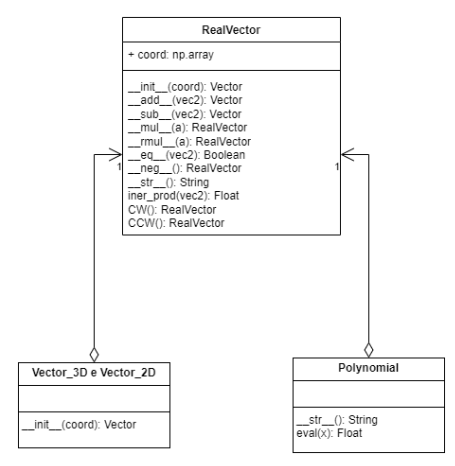 RealVector
+ coord: np.array
__init__(coord): Vector
__add__(vec2): Vector
__sub__(vec2): Vector
__mul__(a): RealVector
__rmul__(a): RealVector
__eq__(vec2): Boolean
__neg__(): RealVector
__str__(): String
iner_prod(vec2): Float
CW(): RealVector
CCW(): RealVector
1
1
Vector_3D e Vector_2D
__init__(coord): Vector
Polynomial
__str__(): String
eval(x): Float